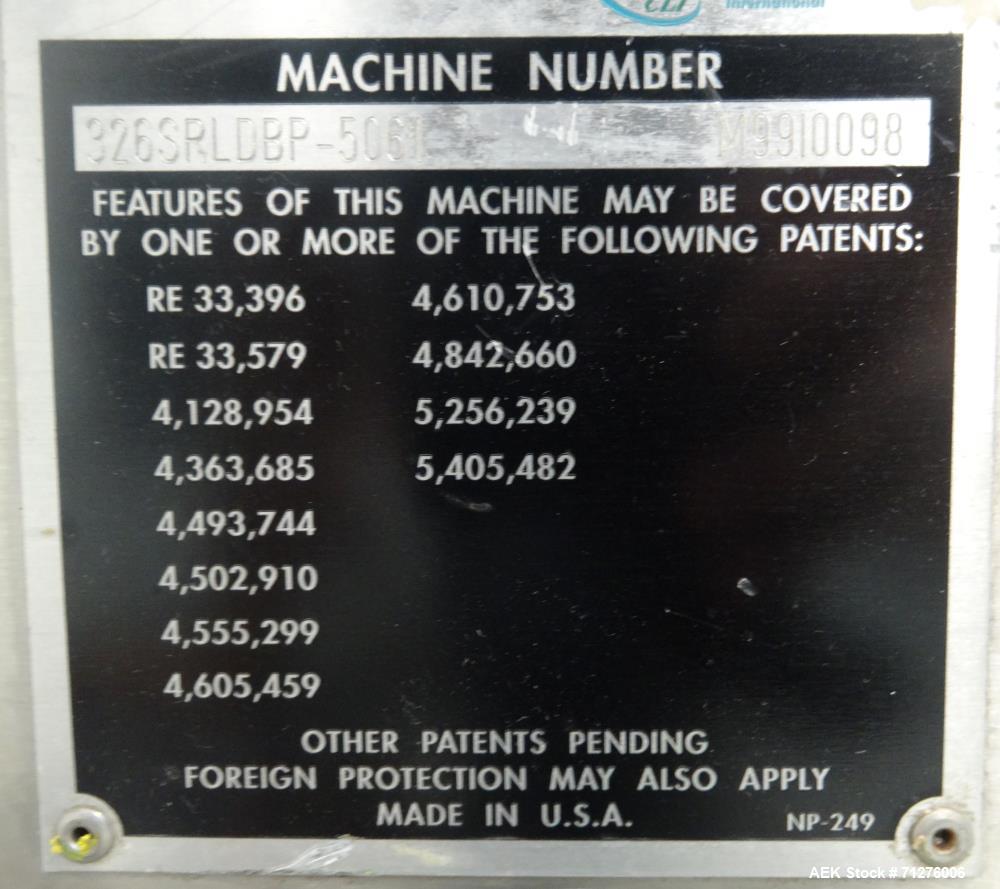 International
MACHINE NUMBER
M9910098
FEATURES OF THIS MACHINE MAY BE COVERED
BY ONE OR MORE OF THE FOLLOWING PATENTS:
RE 33,396 4,610,753
RE 33,579 4,842,660
4,128,954 5,256,239
4,363,685 5,405,482
4,493,744
4,502,910
4,555,299
4,605,459
OTHER PATENTS PENDING
FOREIGN PROTECTION MAY ALSO APPLY
MADE IN U.S.A.
NP-249
AEK Stock # 71276006